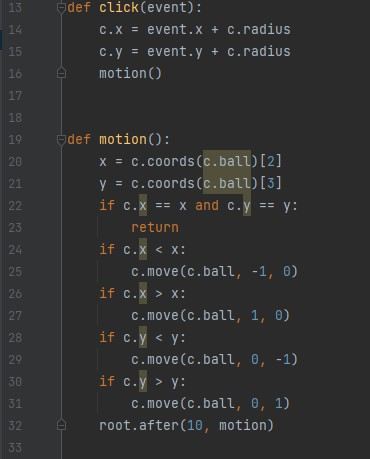 13 def click(event):
14     c.x = event.x + c.radius
15     c.y = event.y + c.radius
16     motion()
17
18
19 def motion():
20     x = c.coords(c.ball)[2]
21     y = c.coords(c.ball)[3]
22     if c.x == x and c.y == y:
23         return
24     if c.x < x:
25         c.move(c.ball, -1, 0)
26     if c.x > x:
27         c.move(c.ball, 1, 0)
28     if c.y < y:
29         c.move(c.ball, 0, -1)
30     if c.y > y:
31         c.move(c.ball, 0, 1)
32     root.after(10, motion)
33